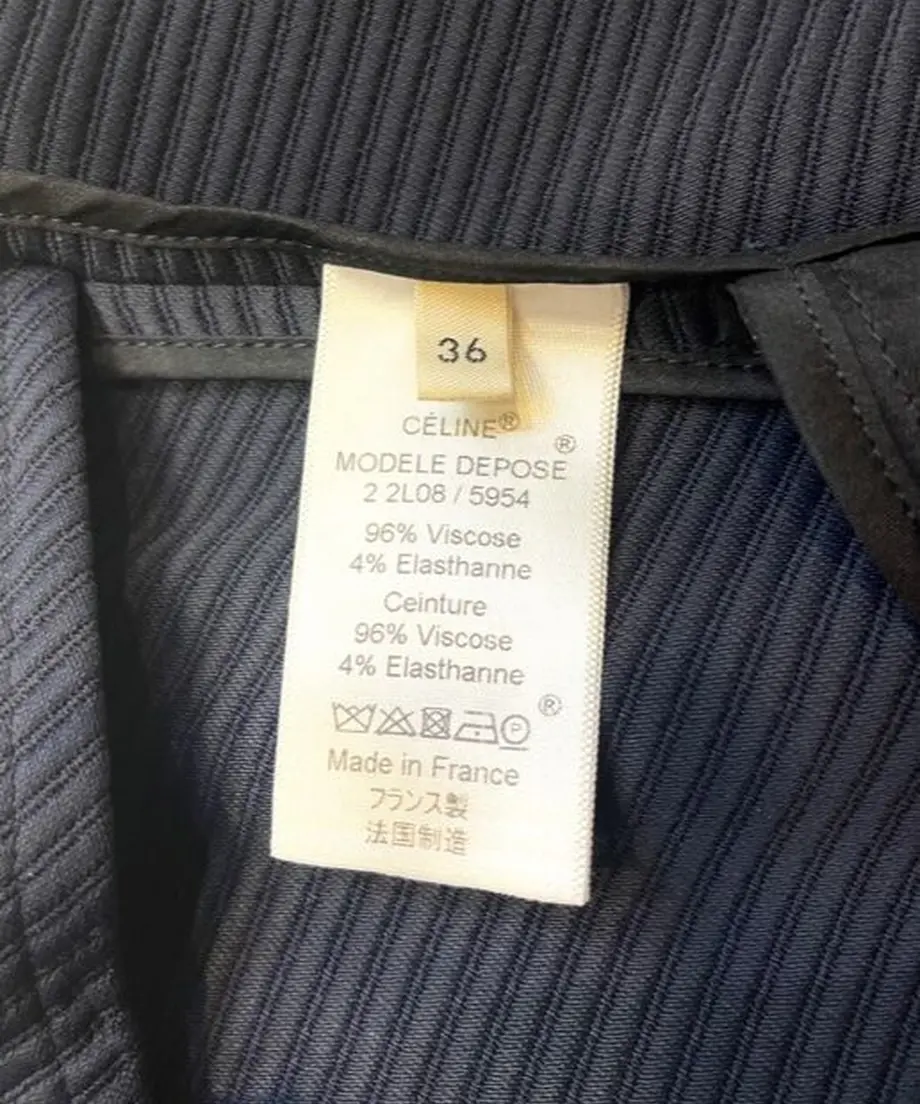 36
CÉLINE®
®
MODELE DEPOSE
2 2L08 / 5954
96% Viscose
4% Elasthanne
Ceinture
96% Viscose
4% Elasthanne
®
P
Made in France
フランス製
法国制造